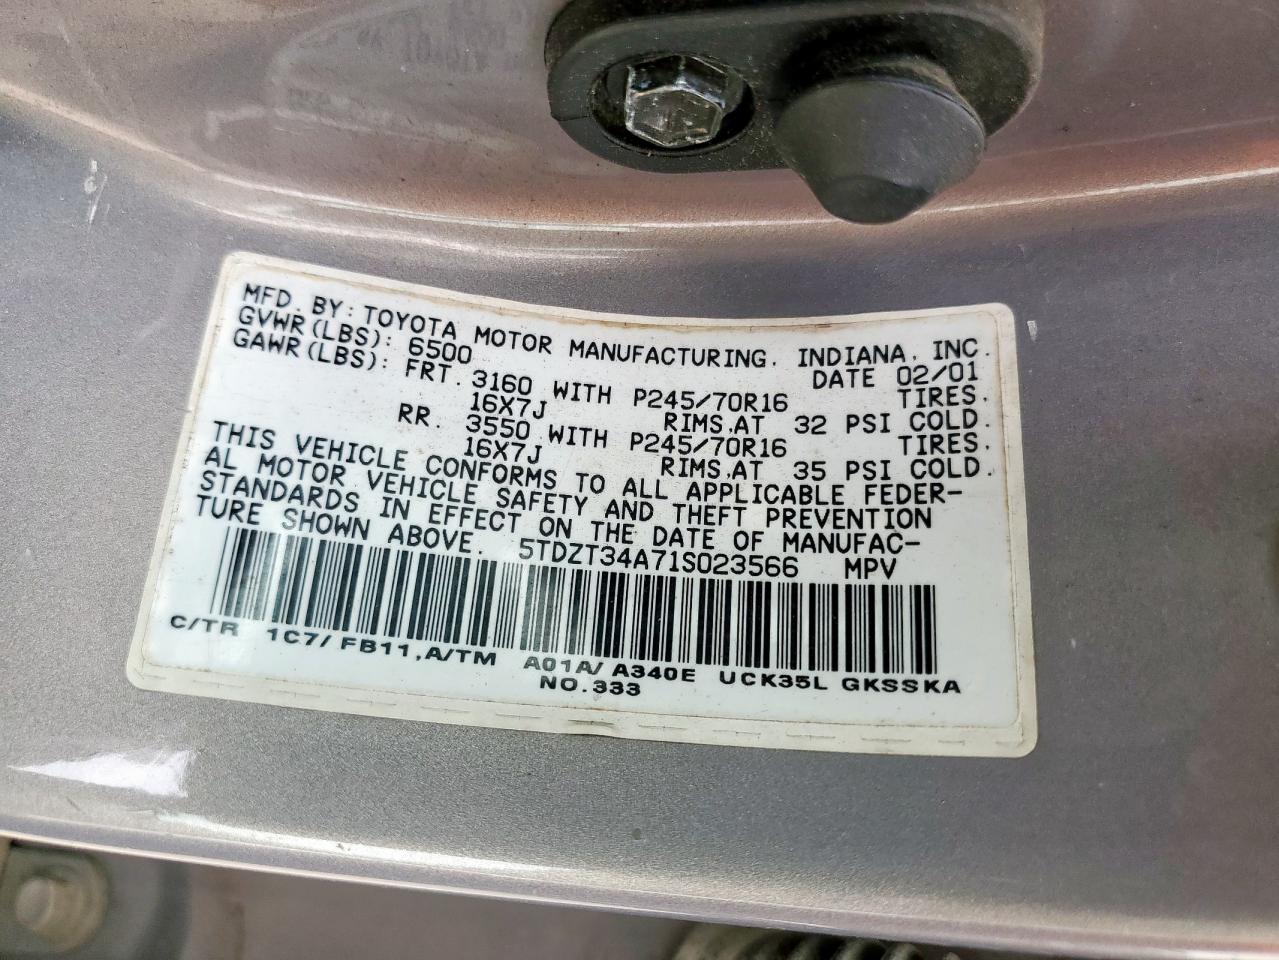 MFD. BY: TOYOTA MOTOR MANUFACTURING, INDIANA, INC.
GVWR(LBS): 6500 DATE 02/01
GAWR(LBS): FRT. 3160 WITH P245/70R16 TIRES.
16X7J RIMS.AT 32 PSI COLD.
RR. 3550 WITH P245/70R16 TIRES.
16X7J RIMS.AT 35 PSI COLD.
THIS VEHICLE CONFORMS TO ALL APPLICABLE FEDER-
AL MOTOR VEHICLE SAFETY AND THEFT PREVENTION
STANDARDS IN EFFECT ON THE DATE OF MANUFAC-
TURE SHOWN ABOVE. 5TDZT34A71S023566 MPV
C/TR 1C7/FB11,A/TM A01A/A340E UCK35L GKSSKA
NO.333